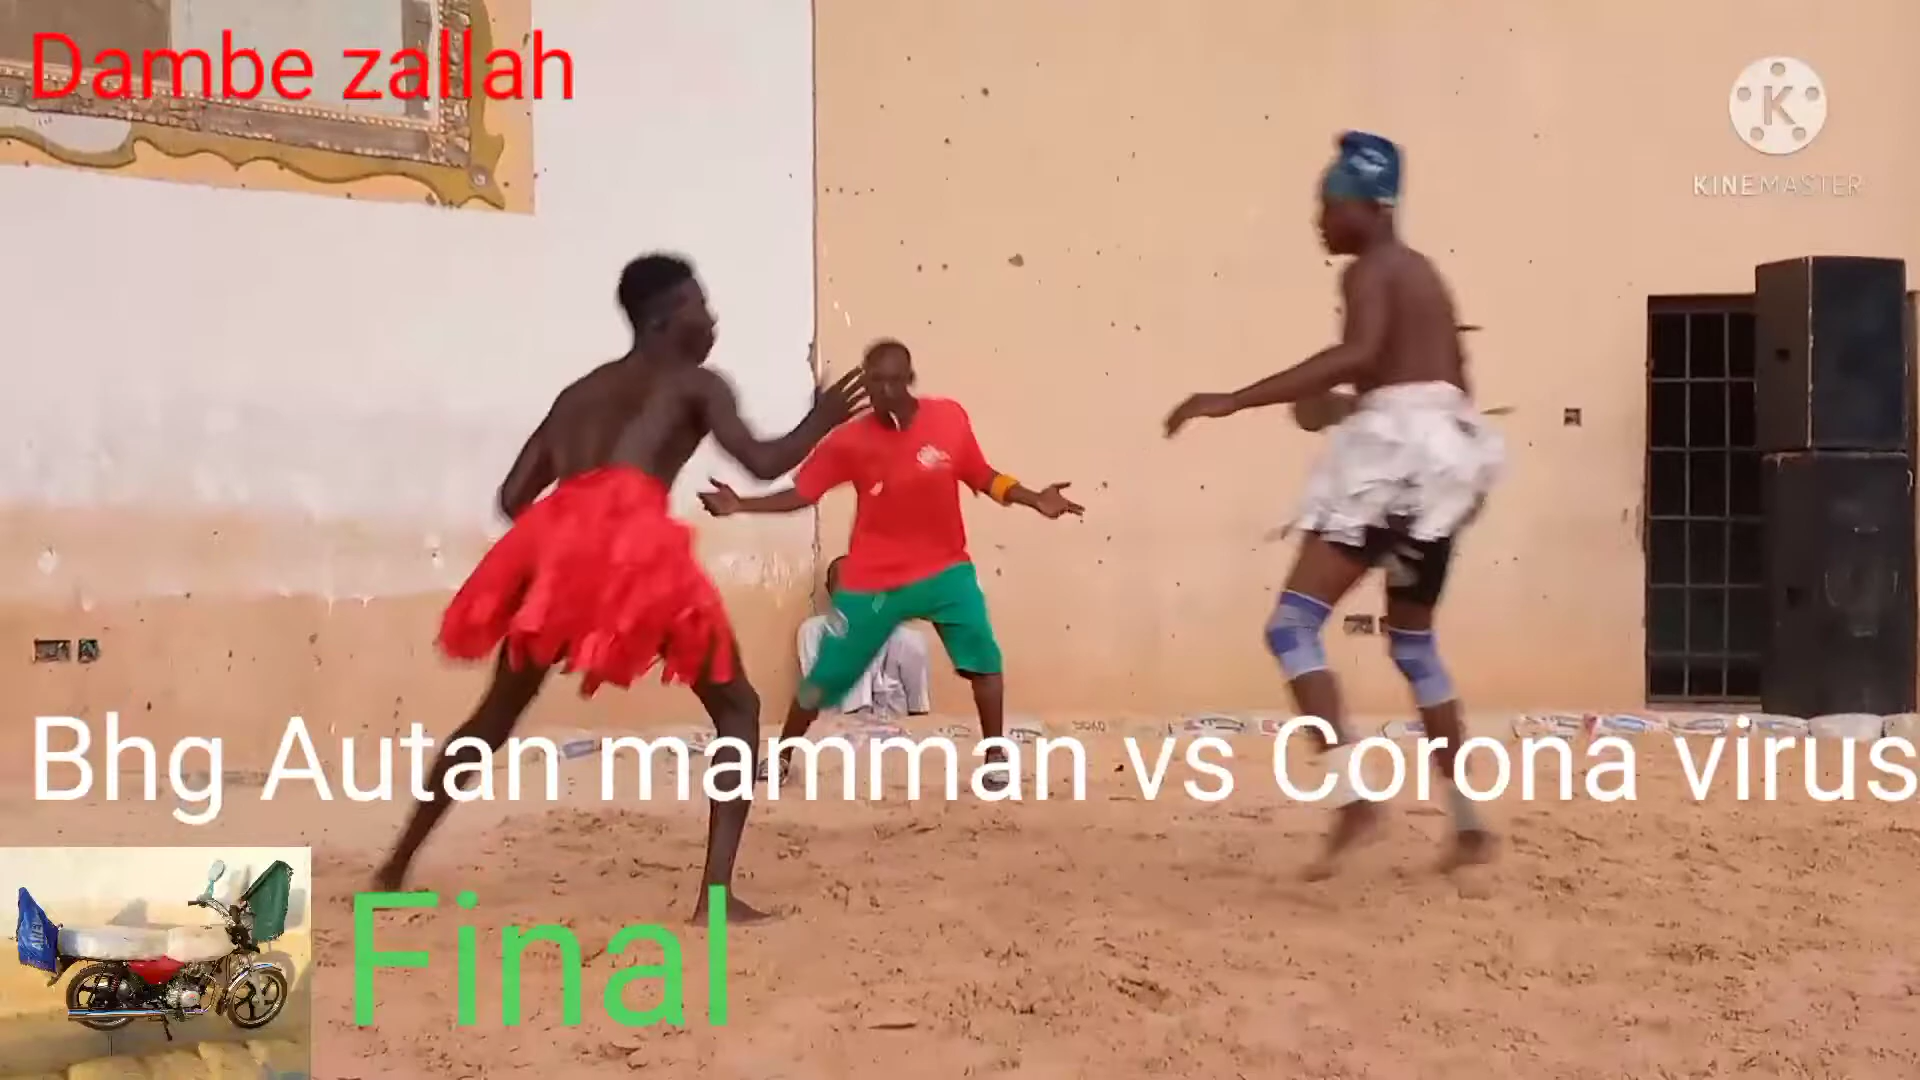 Dambe zallah
K
KINEMASTER
Bhg Autan mamman vs Corona virus
Final